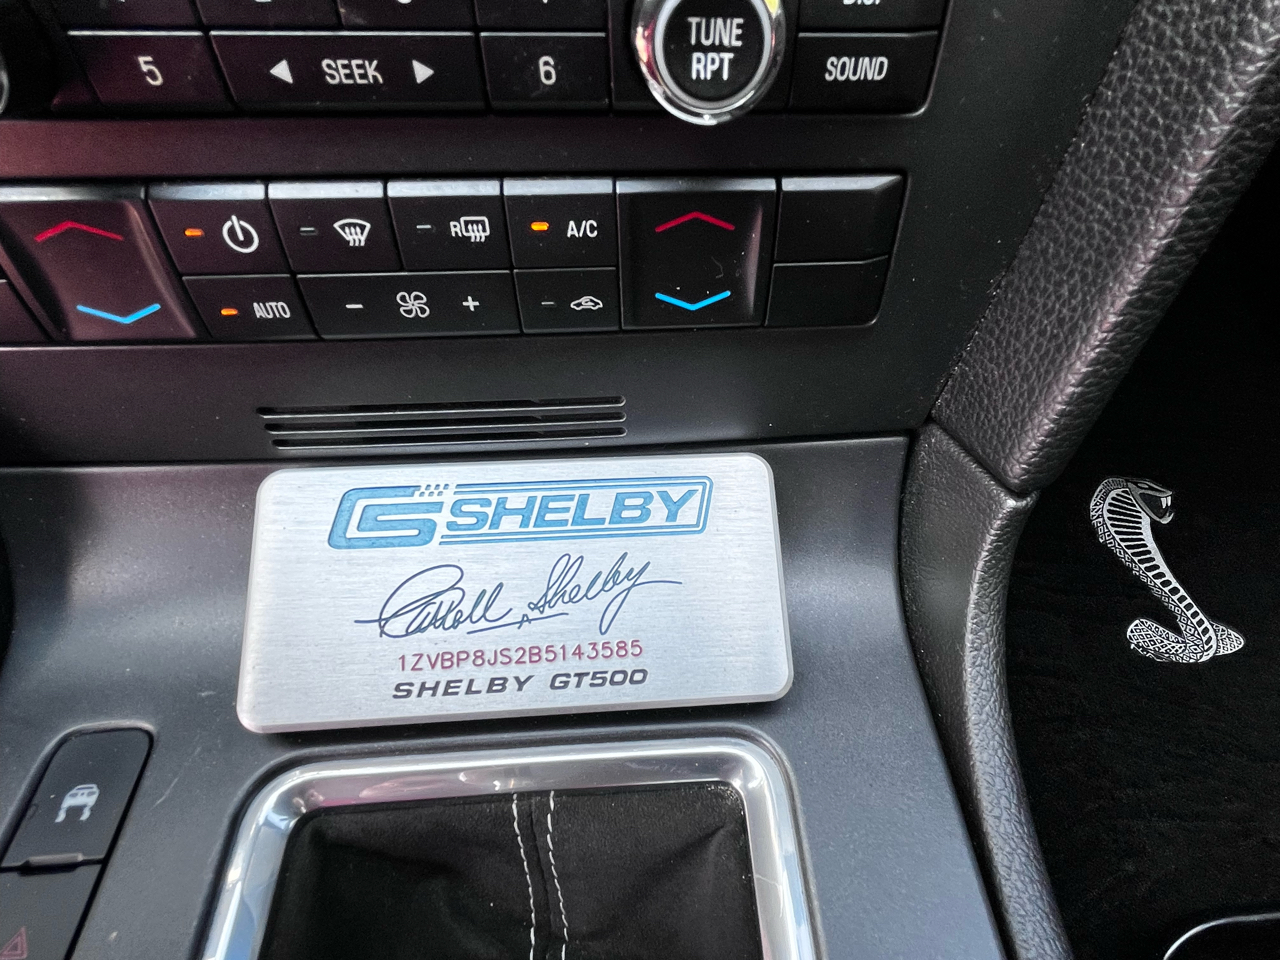 5
SEEK
6
TUNE
RPT
SOUND
R
A/C
AUTO
SHELBY
Carroll Shelby
1ZVBP8JS2B5143585
SHELBY GT500